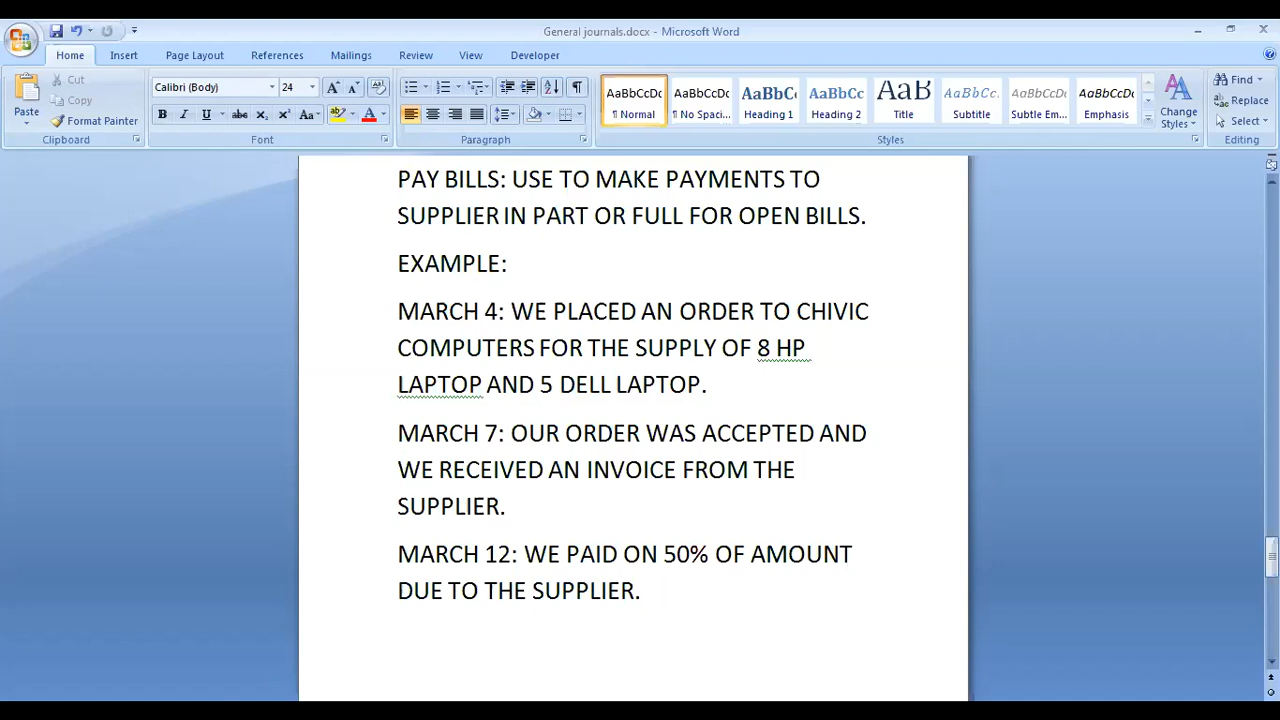 General journals.docx - Microsoft Word
Home Insert Page Layout References Mailings Review View Developer
Paste
Cut
Copy
Format Painter
Clipboard
Calibri (Body) 24
B I U abc X₂ X² Aa
Font
Paragraph
AaBbCcDc AaBbCcDc AaBbC AaBbCc AaB AaBbCc. AaBbCcDc AaBbCcDc
¶ Normal ¶ No Spaci... Heading 1 Heading 2 Title Subtitle Subtle Em... Emphasis
Change
Styles
Styles
Find
Replace
Select
Editing
PAY BILLS: USE TO MAKE PAYMENTS TO
SUPPLIER IN PART OR FULL FOR OPEN BILLS.
EXAMPLE:
MARCH 4: WE PLACED AN ORDER TO CHIVIC
COMPUTERS FOR THE SUPPLY OF 8 HP
LAPTOP AND 5 DELL LAPTOP.
MARCH 7: OUR ORDER WAS ACCEPTED AND
WE RECEIVED AN INVOICE FROM THE
SUPPLIER.
MARCH 12: WE PAID ON 50% OF AMOUNT
DUE TO THE SUPPLIER.